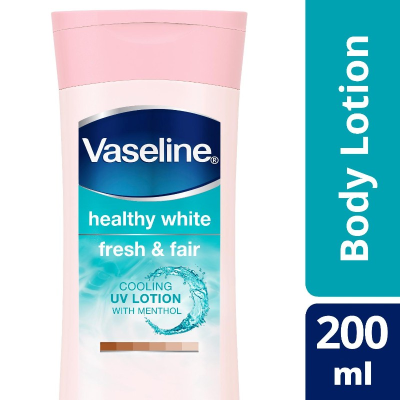 Vaseline®
healthy white
fresh & fair
COOLING
UV LOTION
WITH MENTHOL
Body Lotion
200
ml